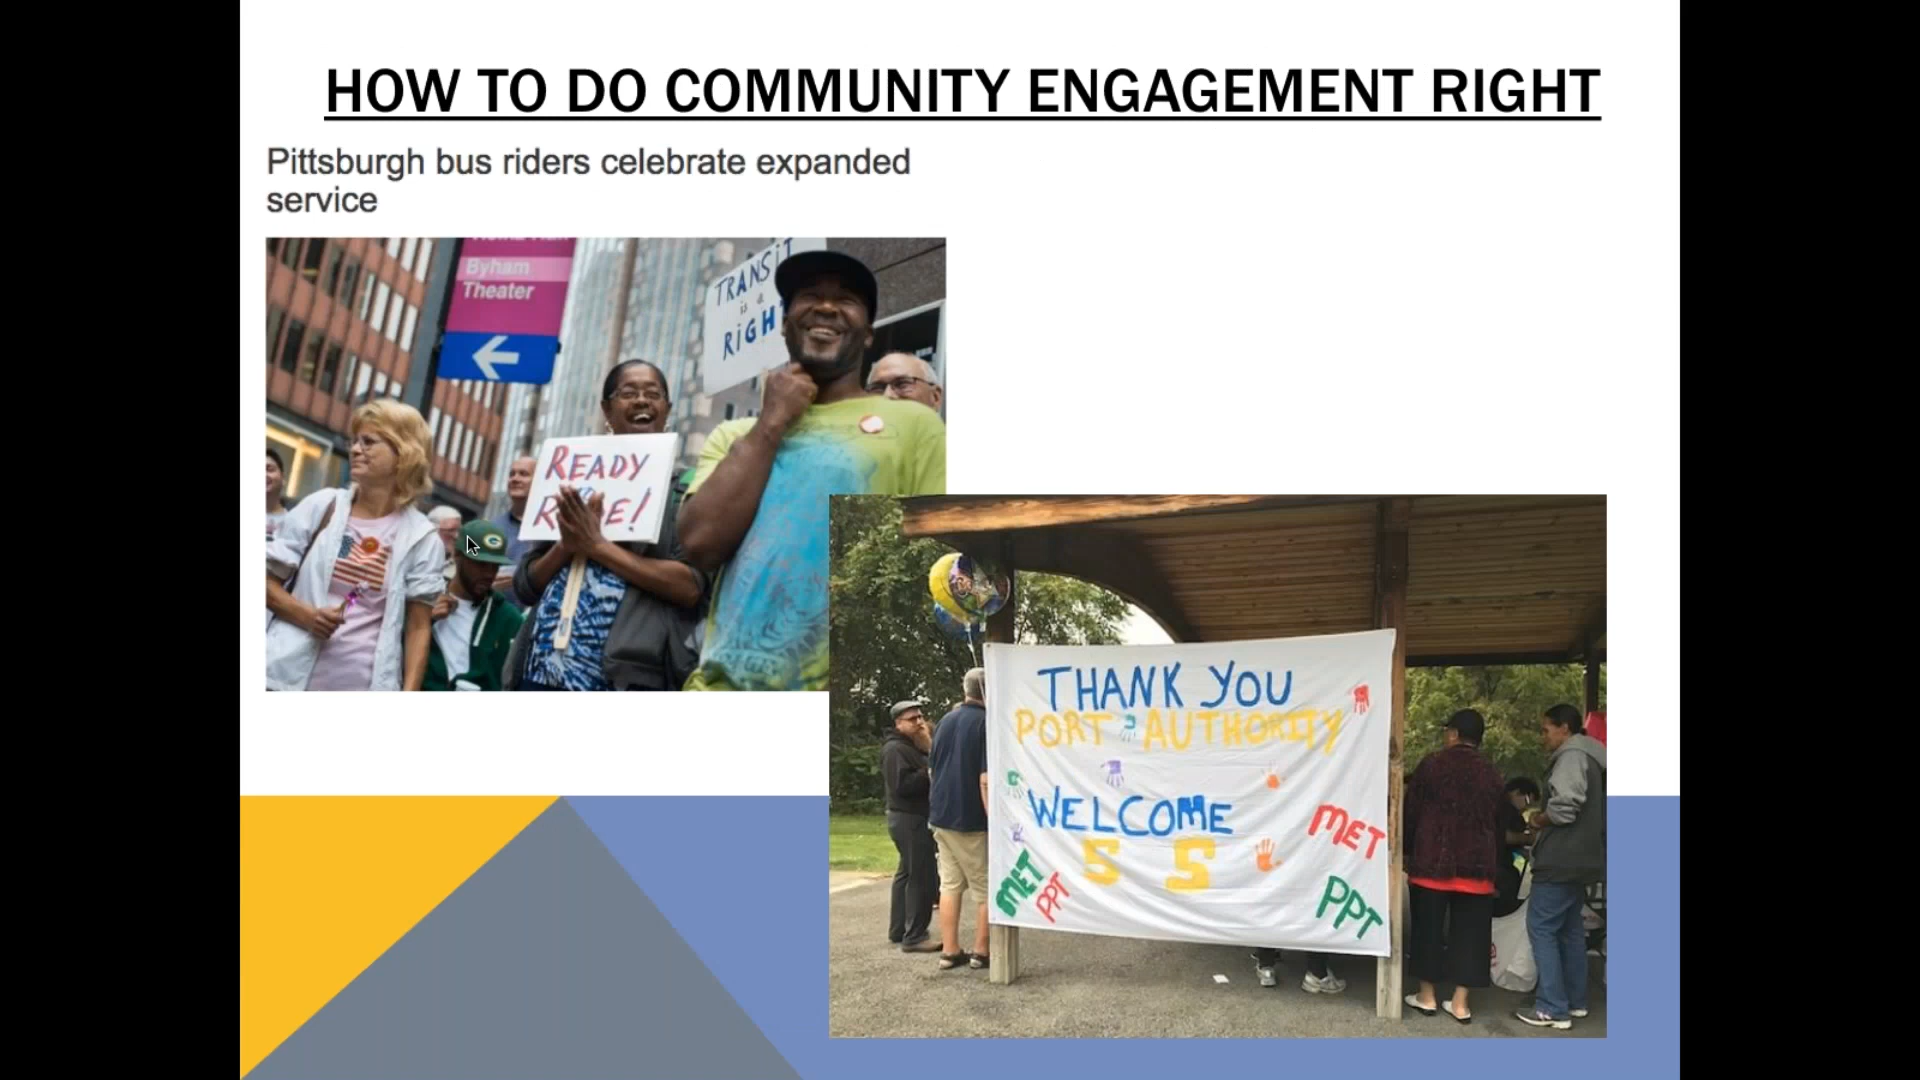 HOW TO DO COMMUNITY ENGAGEMENT RIGHT
Pittsburgh bus riders celebrate expanded
service
Byham
Theater
TRANSIT
is a
RIGH
READY
G
THANK YOU
PORT AUTHORITY
WELCOME
5 5
MET
PPT
MET
PPT